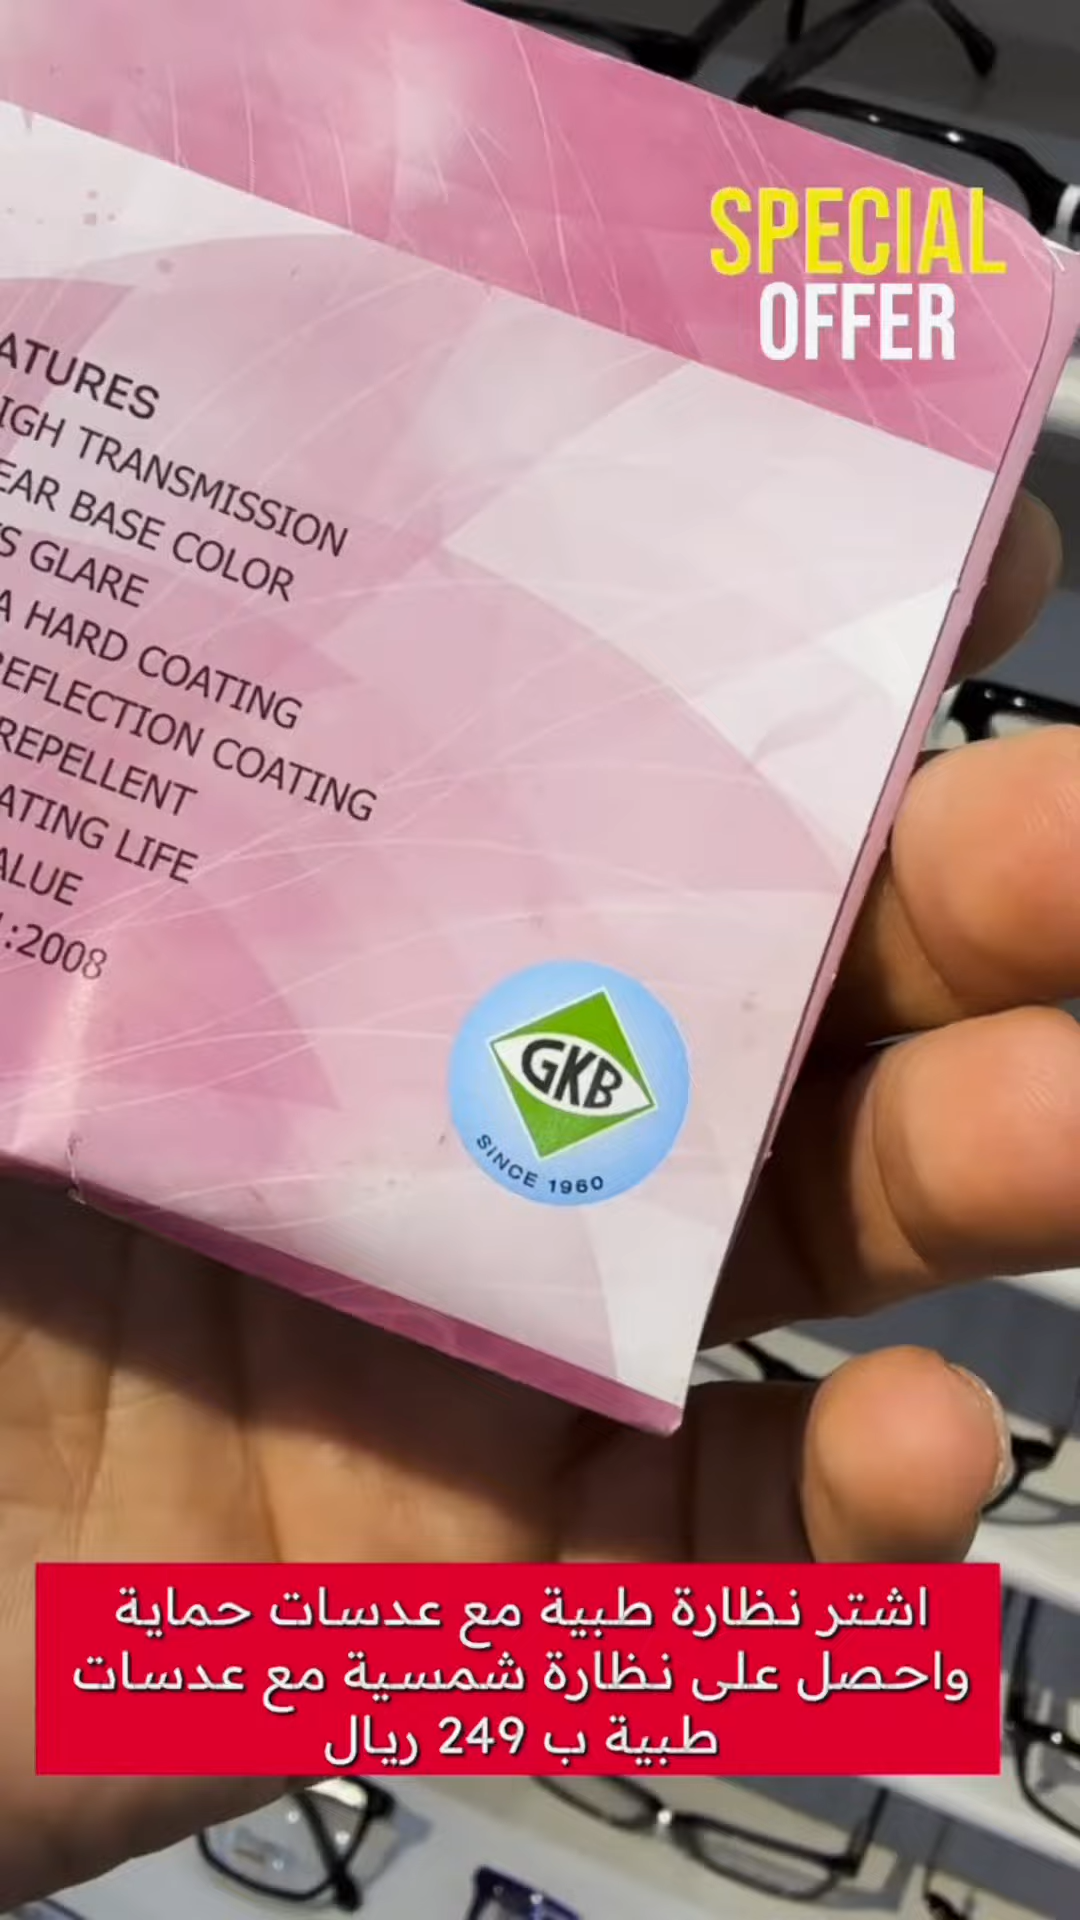 SPECIAL
OFFER
ATURES
IGH TRANSMISSION
EAR BASE COLOR
S GLARE
A HARD COATING
REFLECTION COATING
REPELLENT
ATING LIFE
ALUE
:2008
GKB
SINCE 1960
اشتر نظارة طبية مع عدسات حماية
واحصل على نظارة شمسية مع عدسات
طبية ب 249 ريال